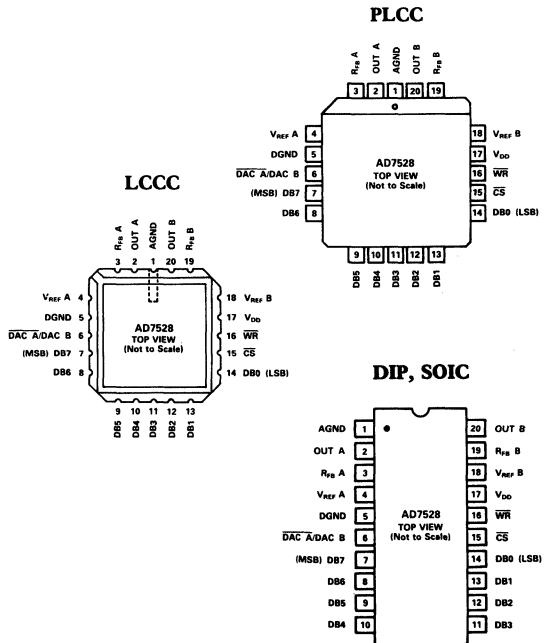 PLCC
RFB A
OUT A
AGND
OUT B
RFB B
3 2 1 20 19
VREF A 4
DGND 5
DAC A/DAC B 6
(MSB) DB7 7
DB6 8
AD7528
TOP VIEW
(Not to Scale)
18 VREF B
17 VDD
16 WR
15 CS
14 DB0 (LSB)
9 10 11 12 13
DB5
DB4
DB3
DB2
DB1
LCCC
RFB A
OUT A
AGND
OUT B
RFB B
3 2 1 20 19
VREF A 4
DGND 5
DAC A/DAC B 6
(MSB) DB7 7
DB6 8
AD7528
TOP VIEW
(Not to Scale)
18 VREF B
17 VDD
16 WR
15 CS
14 DB0 (LSB)
9 10 11 12 13
DB5
DB4
DB3
DB2
DB1
DIP, SOIC
AGND 1
OUT A 2
RFB A 3
VREF A 4
DGND 5
DAC A/DAC B 6
(MSB) DB7 7
DB6 8
DB5 9
DB4 10
AD7528
TOP VIEW
(Not to Scale)
20 OUT B
19 RFB B
18 VREF B
17 VDD
16 WR
15 CS
14 DB0 (LSB)
13 DB1
12 DB2
11 DB3